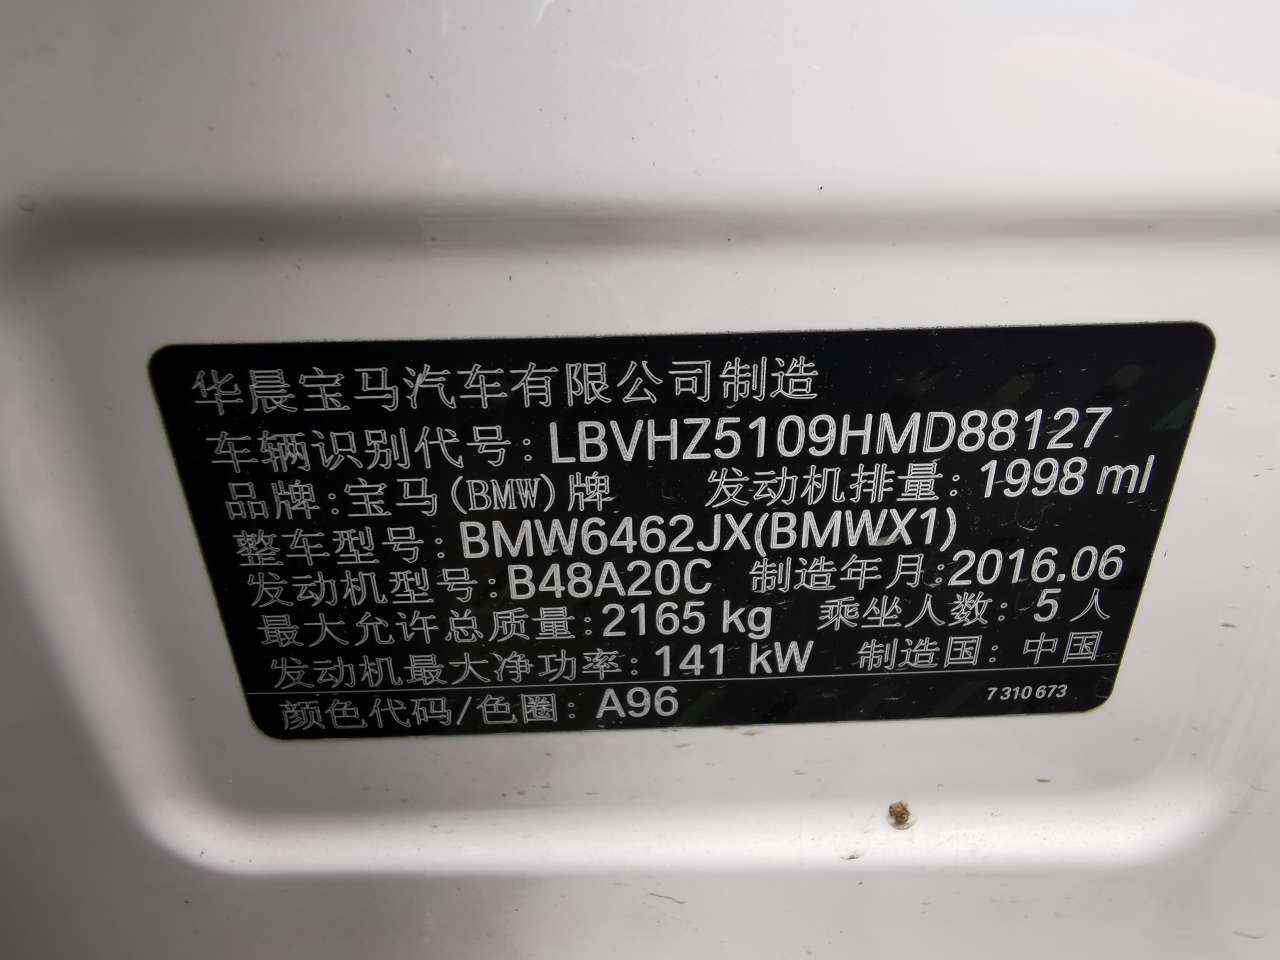 华晨宝马汽车有限公司制造
车辆识别代号: LBVHZ5109HMD88127
品牌:宝马(BMW)牌 发动机排量: 1998 ml
整车型号: BMW6462JX(BMWX1)
发动机型号: B48A20C 制造年月:2016.06
最大允许总质量:2165 kg 乘坐人数: 5 人
发动机最大净功率: 141 kW 制造国: 中国
颜色代码/色圈: A96 7 310 673